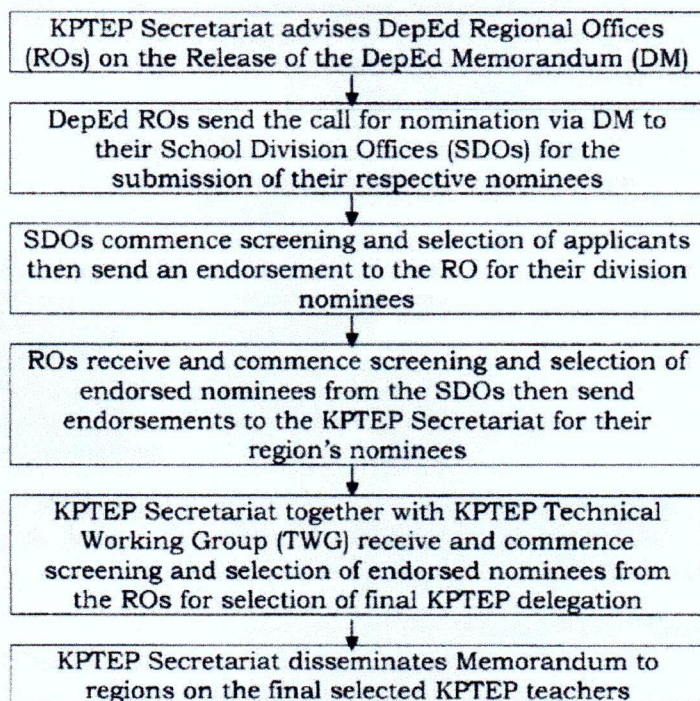 KPTEP Secretariat advises DepEd Regional Offices
(ROs) on the Release of the DepEd Memorandum (DM)
DepEd ROs send the call for nomination via DM to
their School Division Offices (SDOs) for the
submission of their respective nominees
SDOs commence screening and selection of applicants
then send an endorsement to the RO for their division
nominees
ROs receive and commence screening and selection of
endorsed nominees from the SDOs then send
endorsements to the KPTEP Secretariat for their
region's nominees
KPTEP Secretariat together with KPTEP Technical
Working Group (TWG) receive and commence
screening and selection of endorsed nominees from
the ROs for selection of final KPTEP delegation
KPTEP Secretariat disseminates Memorandum to
regions on the final selected KPTEP teachers